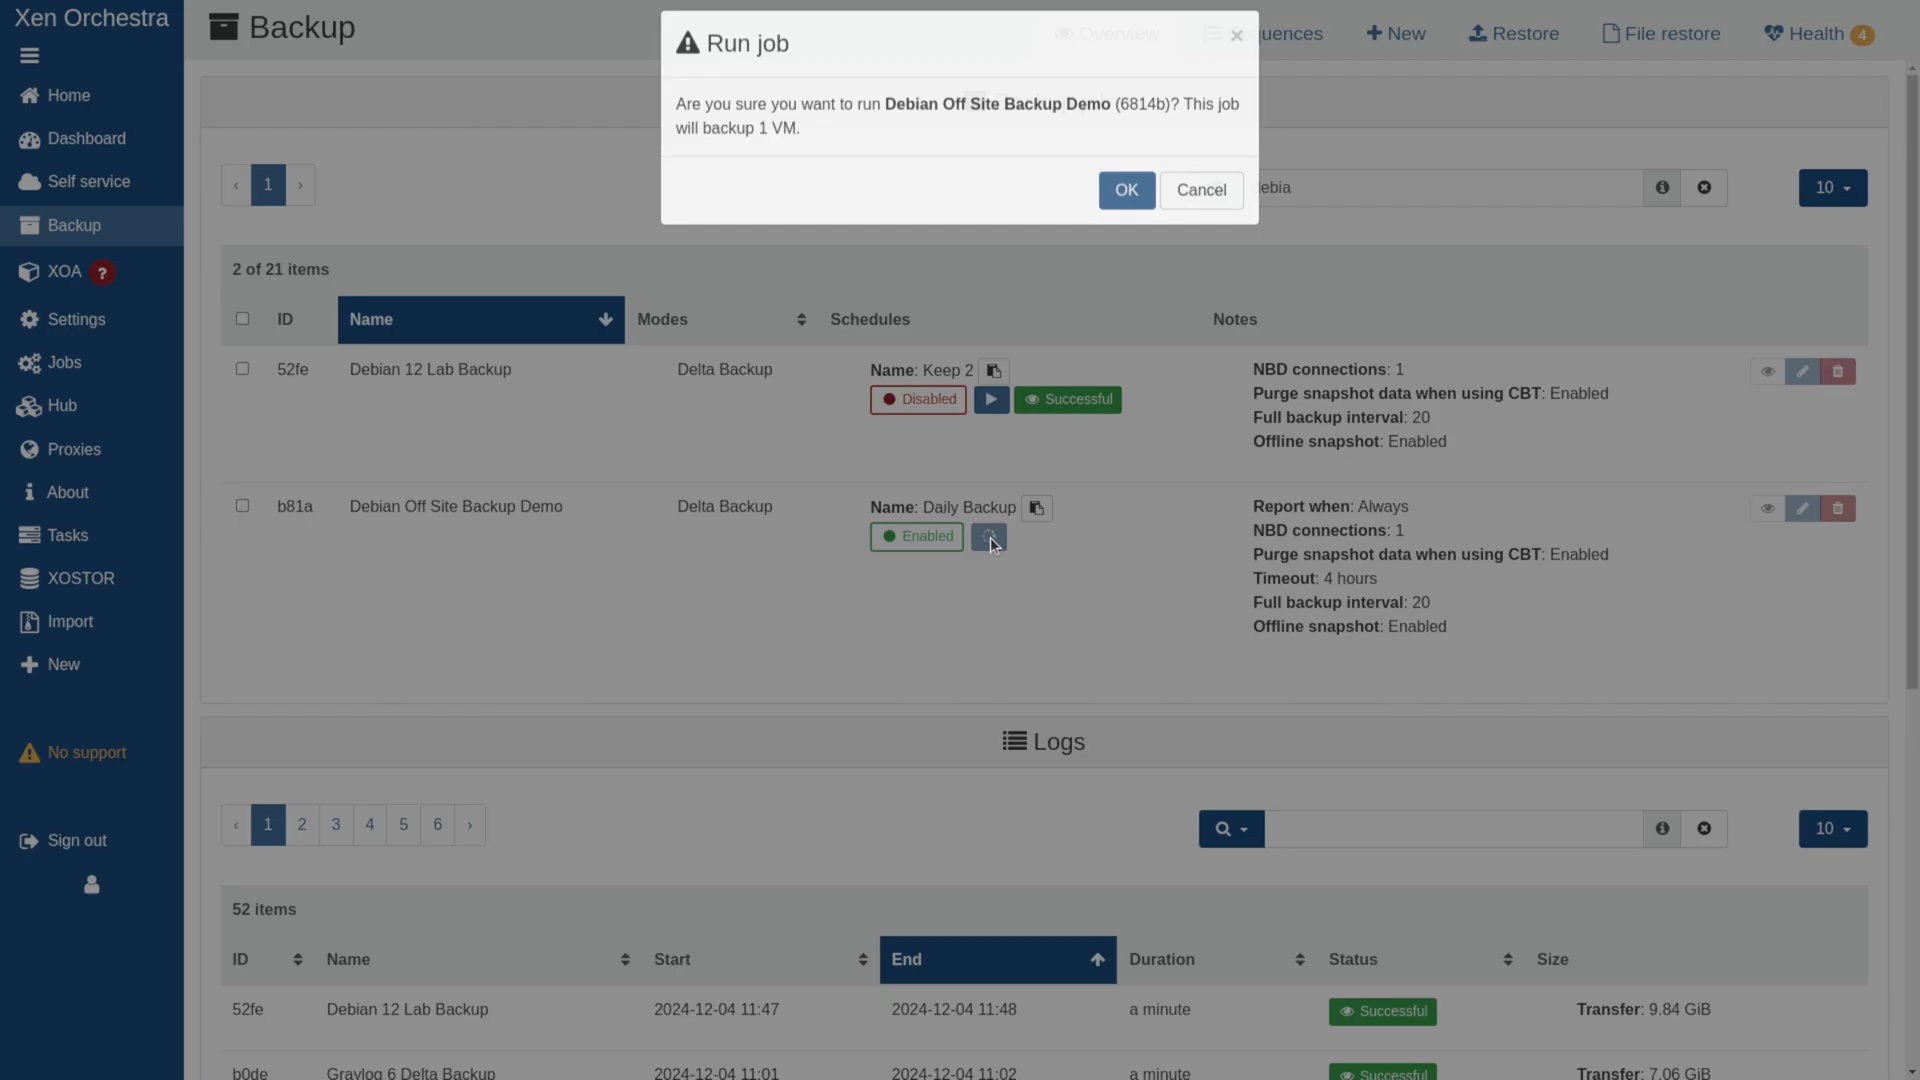 Xen Orchestra
Home
Dashboard
Self service
Backup
XOA ?
Settings
Jobs
Hub
Proxies
About
Tasks
XOSTOR
Import
New
No support
Sign out
Backup
Overview
uences
New
Restore
File restore
Health 4
Run job
×
Are you sure you want to run Debian Off Site Backup Demo (6814b)? This job
will backup 1 VM.
OK
Cancel
‹ 1 ›
ebia
10
2 of 21 items
ID Name Modes Schedules Notes
52fe Debian 12 Lab Backup Delta Backup
Name: Keep 2
Disabled
Successful
NBD connections: 1
Purge snapshot data when using CBT: Enabled
Full backup interval: 20
Offline snapshot: Enabled
b81a Debian Off Site Backup Demo Delta Backup
Name: Daily Backup
Enabled
Report when: Always
NBD connections: 1
Purge snapshot data when using CBT: Enabled
Timeout: 4 hours
Full backup interval: 20
Offline snapshot: Enabled
Logs
‹ 1 2 3 4 5 6 ›
10
52 items
ID Name Start End Duration Status Size
52fe Debian 12 Lab Backup 2024-12-04 11:47 2024-12-04 11:48 a minute Successful Transfer: 9.84 GiB
b0de Graylog 6 Delta Backup 2024-12-04 11:01 2024-12-04 11:02 a minute Successful Transfer: 7.06 GiB